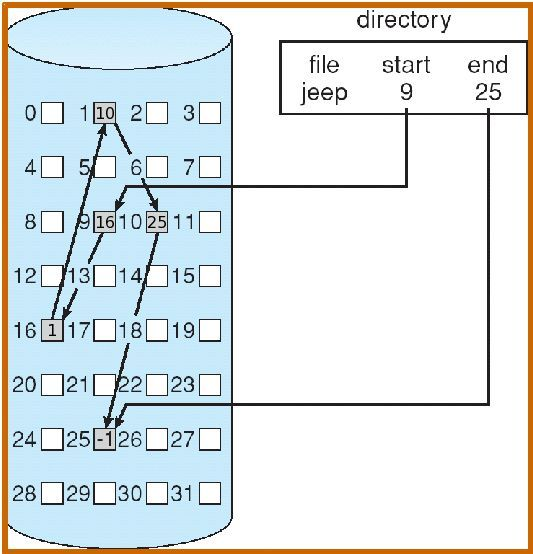 directory
file start end
jeep 9 25
0 1 10 2 3
4 5 6 7
8 9 16 10 25 11
12 13 14 15
16 1 17 18 19
20 21 22 23
24 25 -1 26 27
28 29 30 31